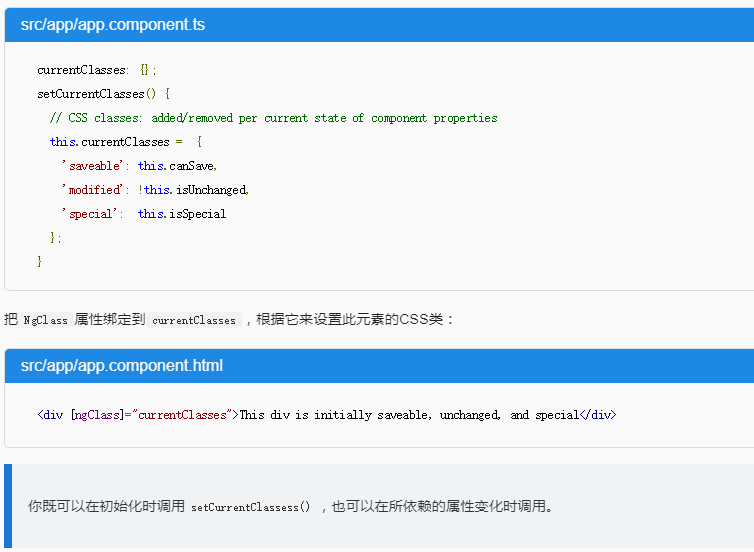 src/app/app.component.ts
currentClasses: {};
setCurrentClasses() {
// CSS classes: added/removed per current state of component properties
this.currentClasses = {
'saveable': this.canSave,
'modified': !this.isUnchanged,
'special': this.isSpecial
};
}
把 NgClass 属性绑定到 currentClasses ，根据它来设置此元素的CSS类：
src/app/app.component.html
<div [ngClass]="currentClasses">This div is initially saveable, unchanged, and special</div>
你既可以在初始化时调用 setCurrentClassess() ，也可以在所依赖的属性变化时调用。